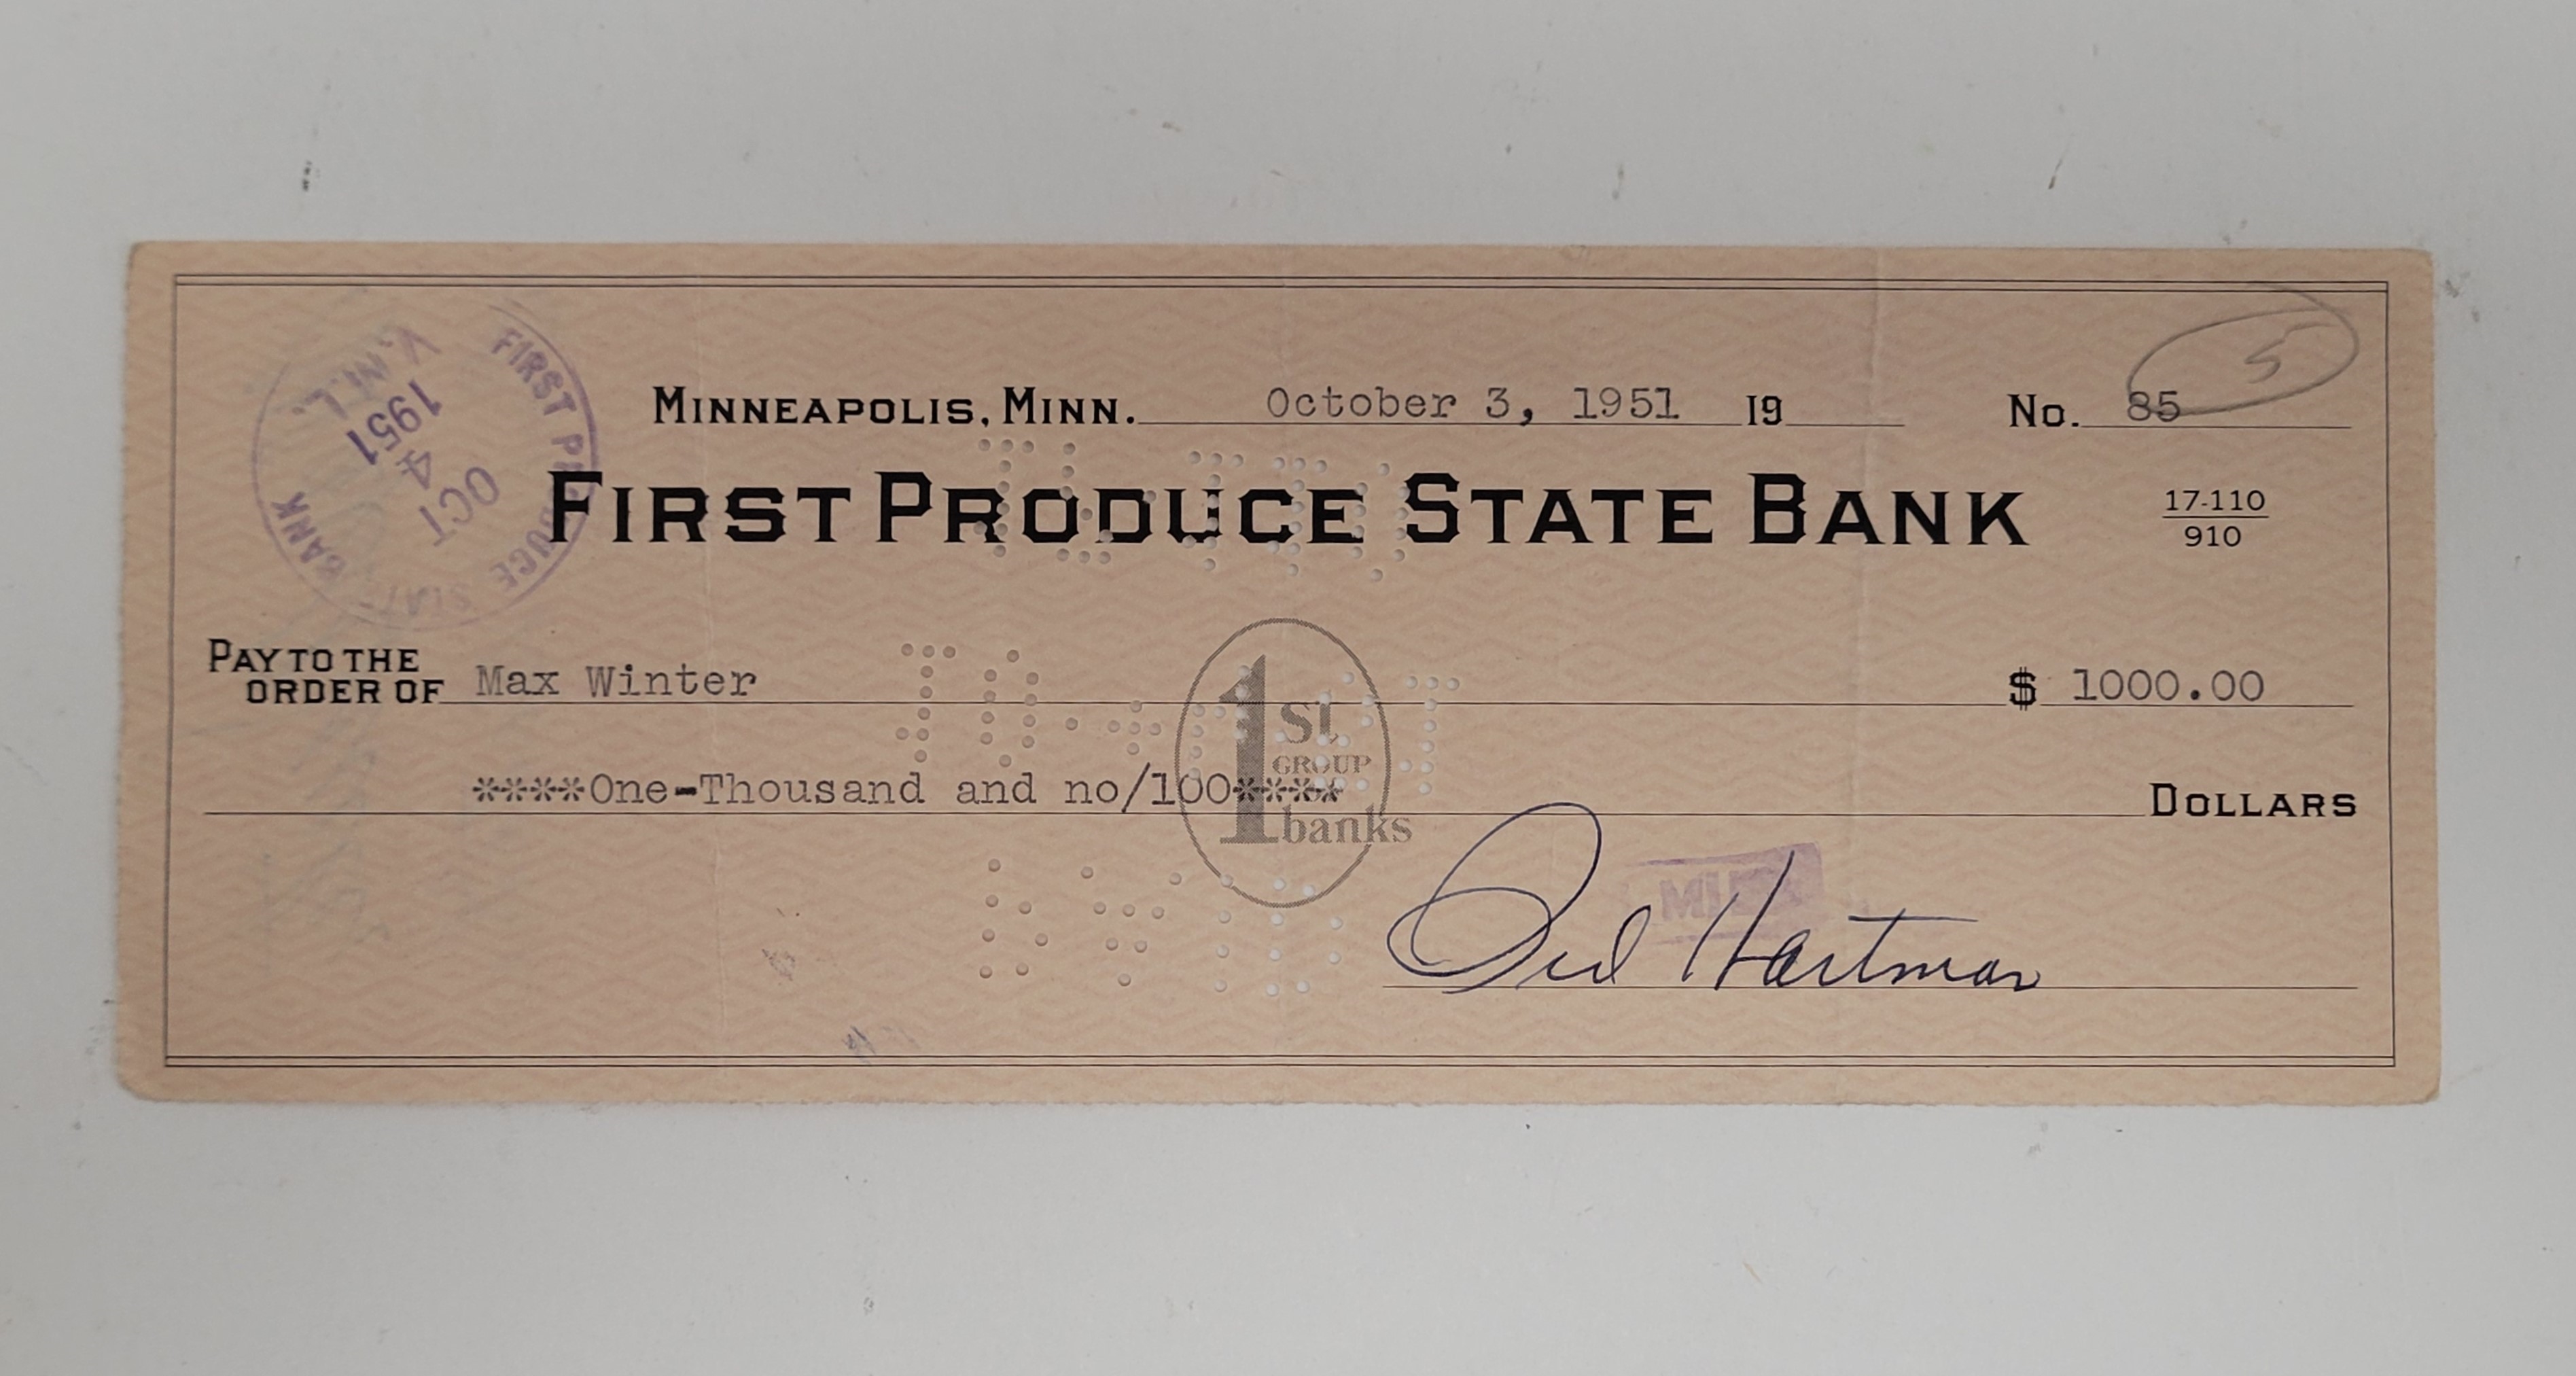 MINNEAPOLIS, MINN. October 3, 1951 19 No. 85
5
FIRST PRODUCE STATE BANK
17-110
910
FIRST PRODUCE STATE BANK
OCT
4
1951
PAY TO THE
ORDER OF Max Winter $ 1000.00
****One-Thousand and no/100***** DOLLARS
1st
GROUP
banks
Sid Hartman